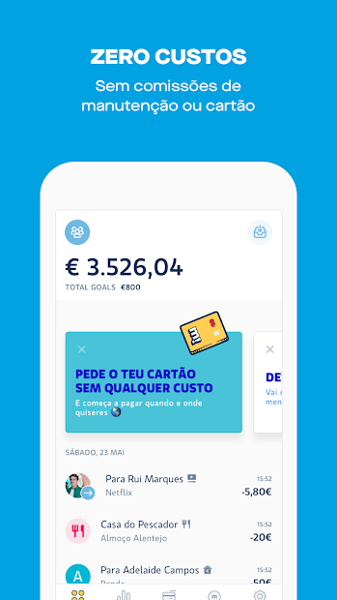 ZERO CUSTOS
Sem comissões de
manutenção ou cartão
€ 3.526,04
TOTAL GOALS €800
PEDE O TEU CARTÃO
SEM QUALQUER CUSTO
E começa a pagar quando e onde
quiseres
DE
Vai
men
SÁBADO, 23 MAI
Para Rui Marques
15:52
Netflix
-5,80€
Casa do Pescador
15:52
Almoço Alentejo
-20€
A
Para Adelaide Campos
15:52